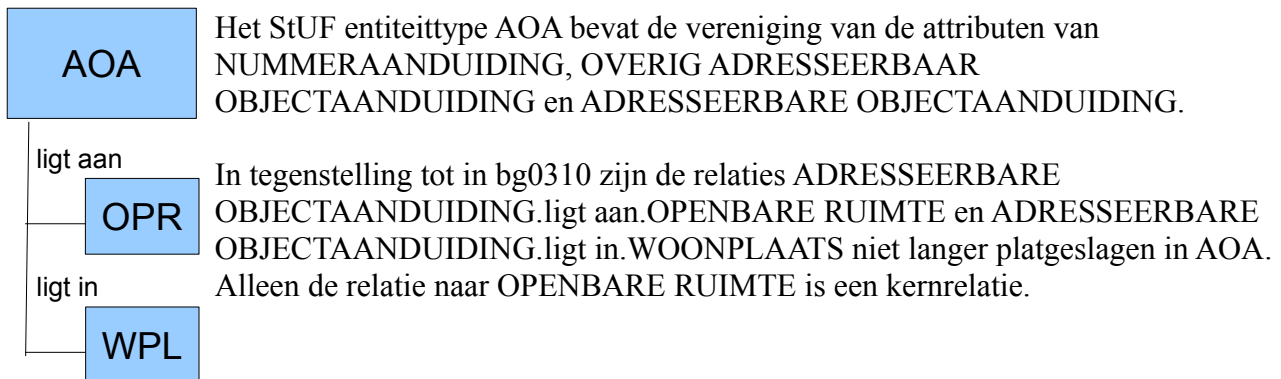 AOA
ligt aan
OPR
ligt in
WPL
Het StUF entiteittype AOA bevat de vereniging van de attributen van
NUMMERAANDUIDING, OVERIG ADRESSEERBAAR
OBJECTAANDUIDING en ADRESSEERBARE OBJECTAANDUIDING.
In tegenstelling tot in bg0310 zijn de relaties ADRESSEERBARE
OBJECTAANDUIDING.ligt aan.OPENBARE RUIMTE en ADRESSEERBARE
OBJECTAANDUIDING.ligt in.WOONPLAATS niet langer platgeslagen in AOA.
Alleen de relatie naar OPENBARE RUIMTE is een kernrelatie.